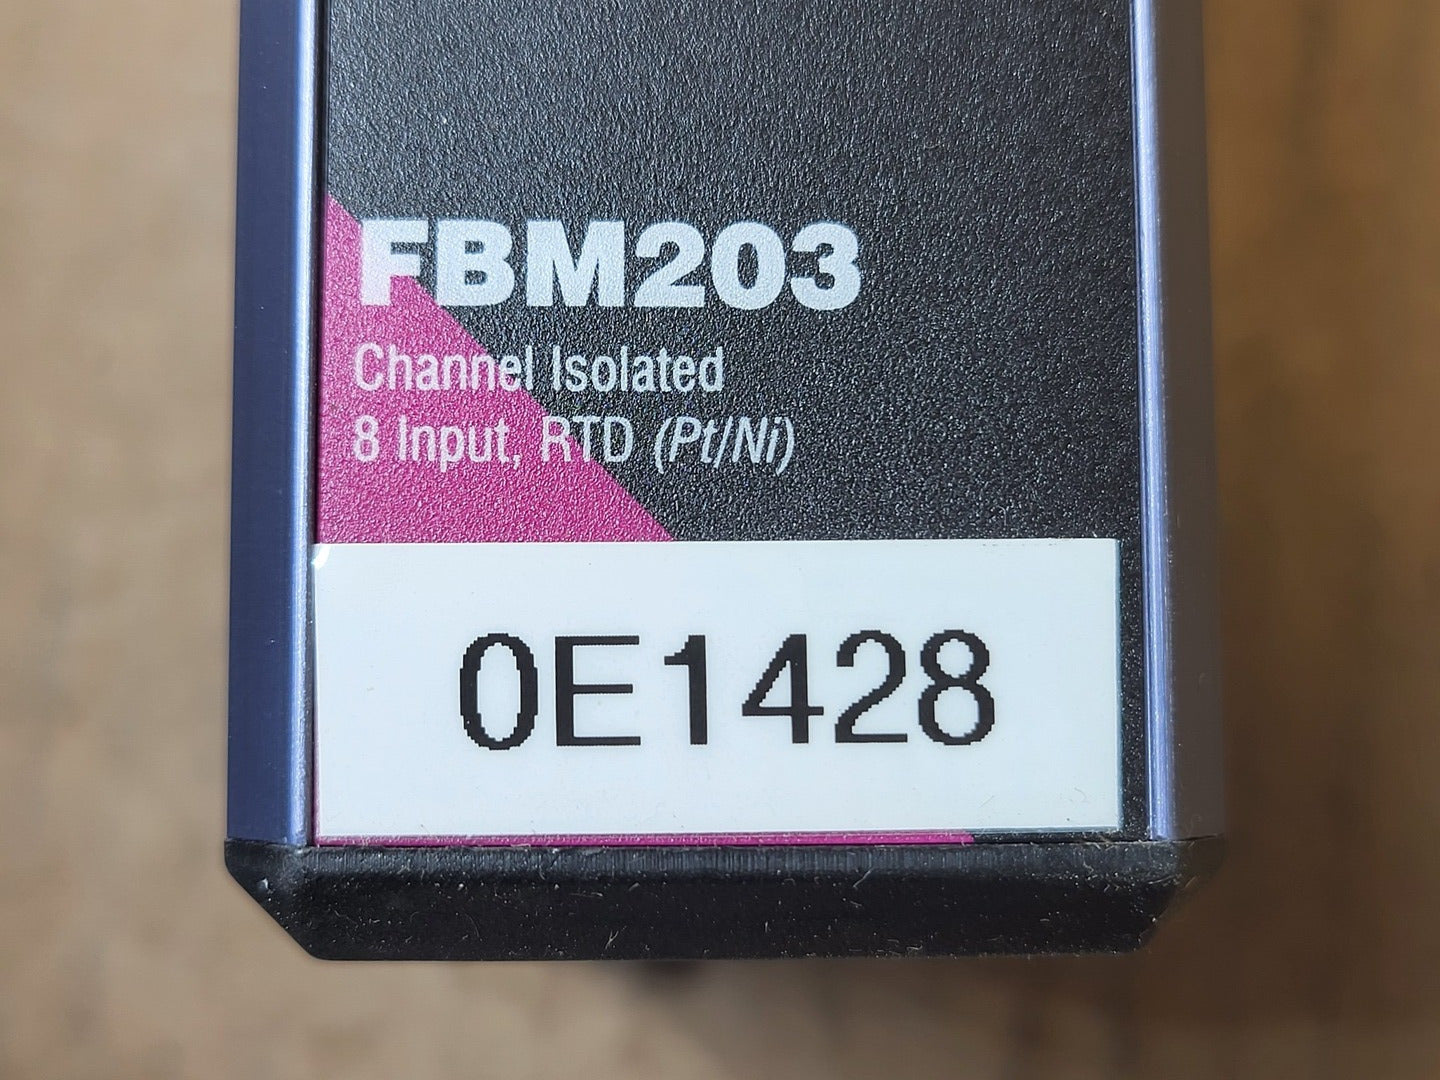 FBM203
Channel Isolated
8 Input, RTD (Pt/Ni)
0E1428